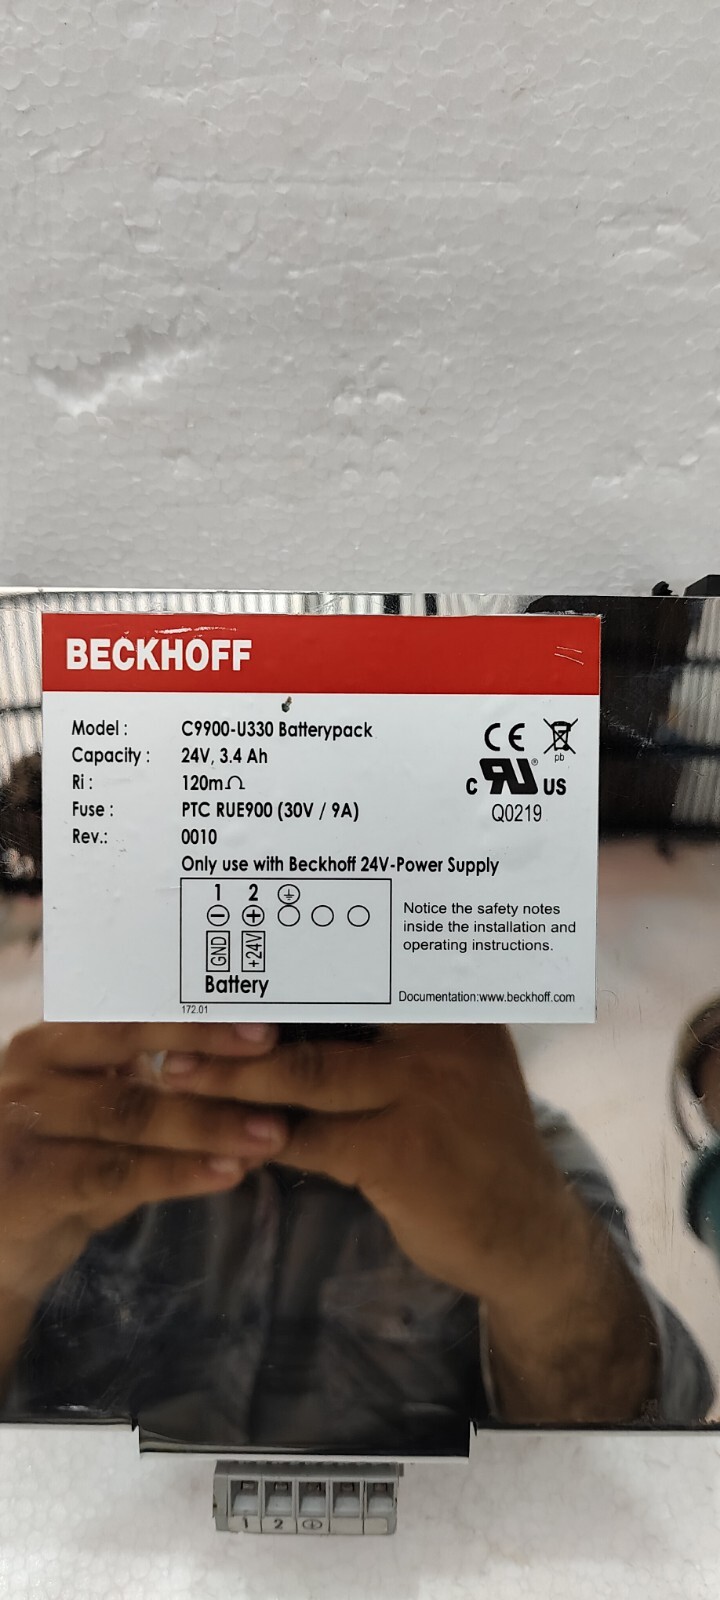 BECKHOFF
Model : C9900-U330 Batterypack
Capacity : 24V, 3.4 Ah
Ri : 120mΩ
Fuse : PTC RUE900 (30V / 9A)
Rev.: 0010
Only use with Beckhoff 24V-Power Supply
CE
pb
c RU ® US
Q0219
1 2
GND +24V
Battery
172.01
Notice the safety notes
inside the installation and
operating instructions.
Documentation:www.beckhoff.com
1 2